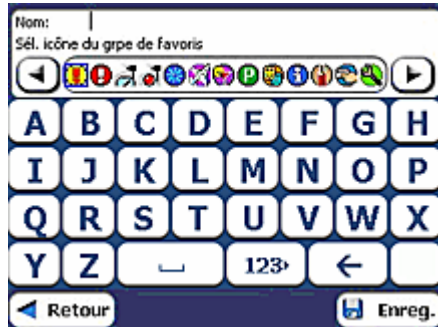 Nom:
Sél. icône du grpe de favoris
P i
A B C D E F G H
I J K L M N O P
Q R S T U V W X
Y Z 123
Retour Enreg.